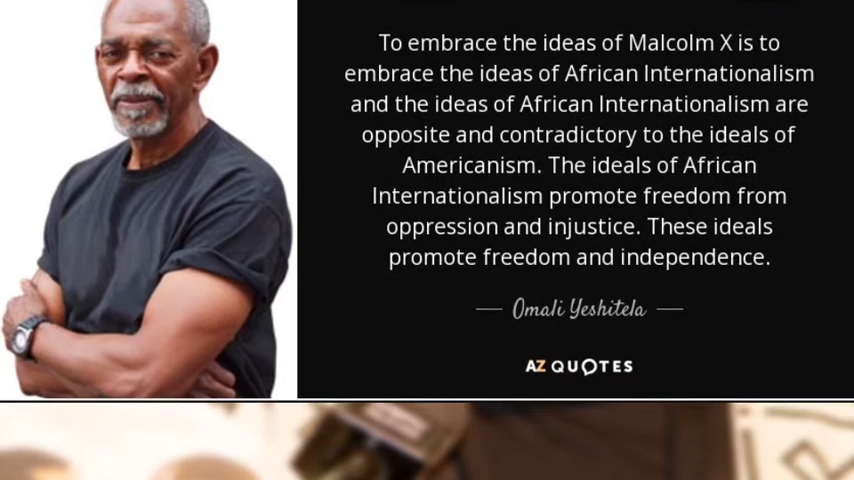 To embrace the ideas of Malcolm X is to
embrace the ideas of African Internationalism
and the ideas of African Internationalism are
opposite and contradictory to the ideals of
Americanism. The ideals of African
Internationalism promote freedom from
oppression and injustice. These ideals
promote freedom and independence.
Omali Yeshitela
AZ QUOTES